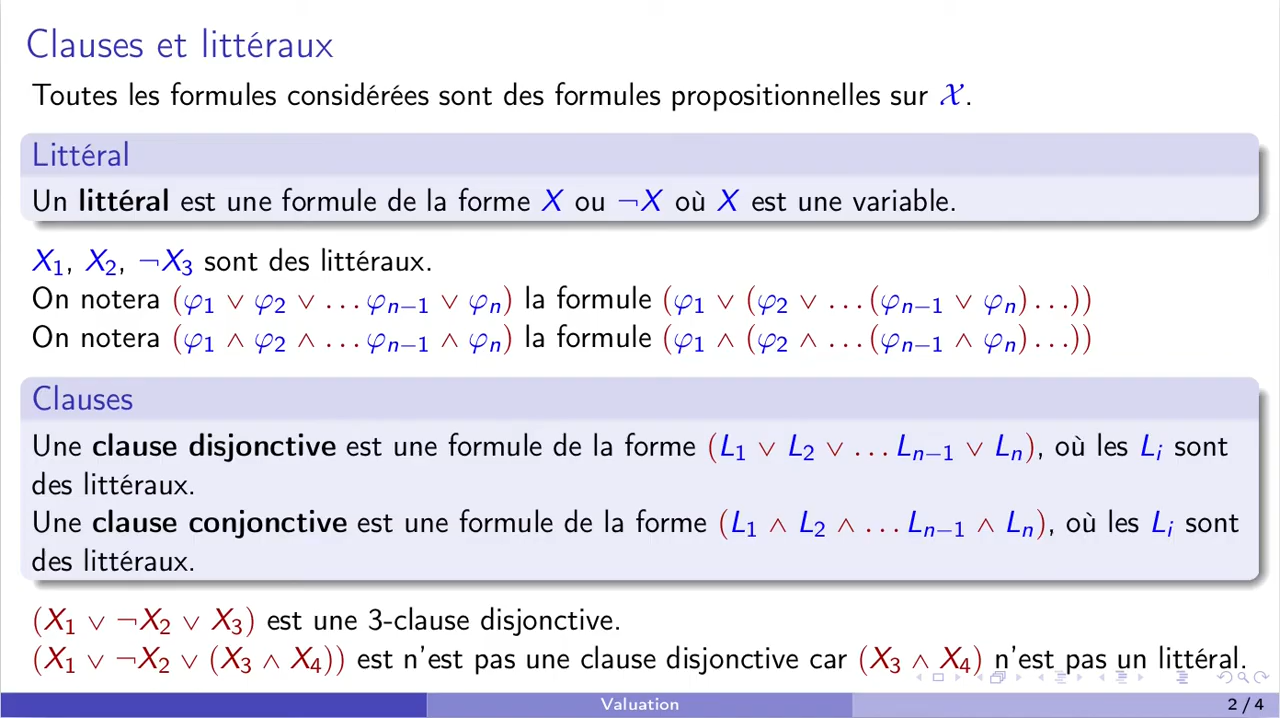 Clauses et littéraux
Toutes les formules considérées sont des formules propositionnelles sur 𝒳.
Littéral
Un littéral est une formule de la forme X ou ¬X où X est une variable.
X₁, X₂, ¬X₃ sont des littéraux.
On notera (φ₁ ∨ φ₂ ∨ …φₙ₋₁ ∨ φₙ) la formule (φ₁ ∨ (φ₂ ∨ …(φₙ₋₁ ∨ φₙ)…))
On notera (φ₁ ∧ φ₂ ∧ …φₙ₋₁ ∧ φₙ) la formule (φ₁ ∧ (φ₂ ∧ …(φₙ₋₁ ∧ φₙ)…))
Clauses
Une clause disjonctive est une formule de la forme (L₁ ∨ L₂ ∨ …Lₙ₋₁ ∨ Lₙ), où les Lᵢ sont
des littéraux.
Une clause conjonctive est une formule de la forme (L₁ ∧ L₂ ∧ …Lₙ₋₁ ∧ Lₙ), où les Lᵢ sont
des littéraux.
(X₁ ∨ ¬X₂ ∨ X₃) est une 3-clause disjonctive.
(X₁ ∨ ¬X₂ ∨ (X₃ ∧ X₄)) est n'est pas une clause disjonctive car (X₃ ∧ X₄) n'est pas un littéral.
Valuation
2 / 4